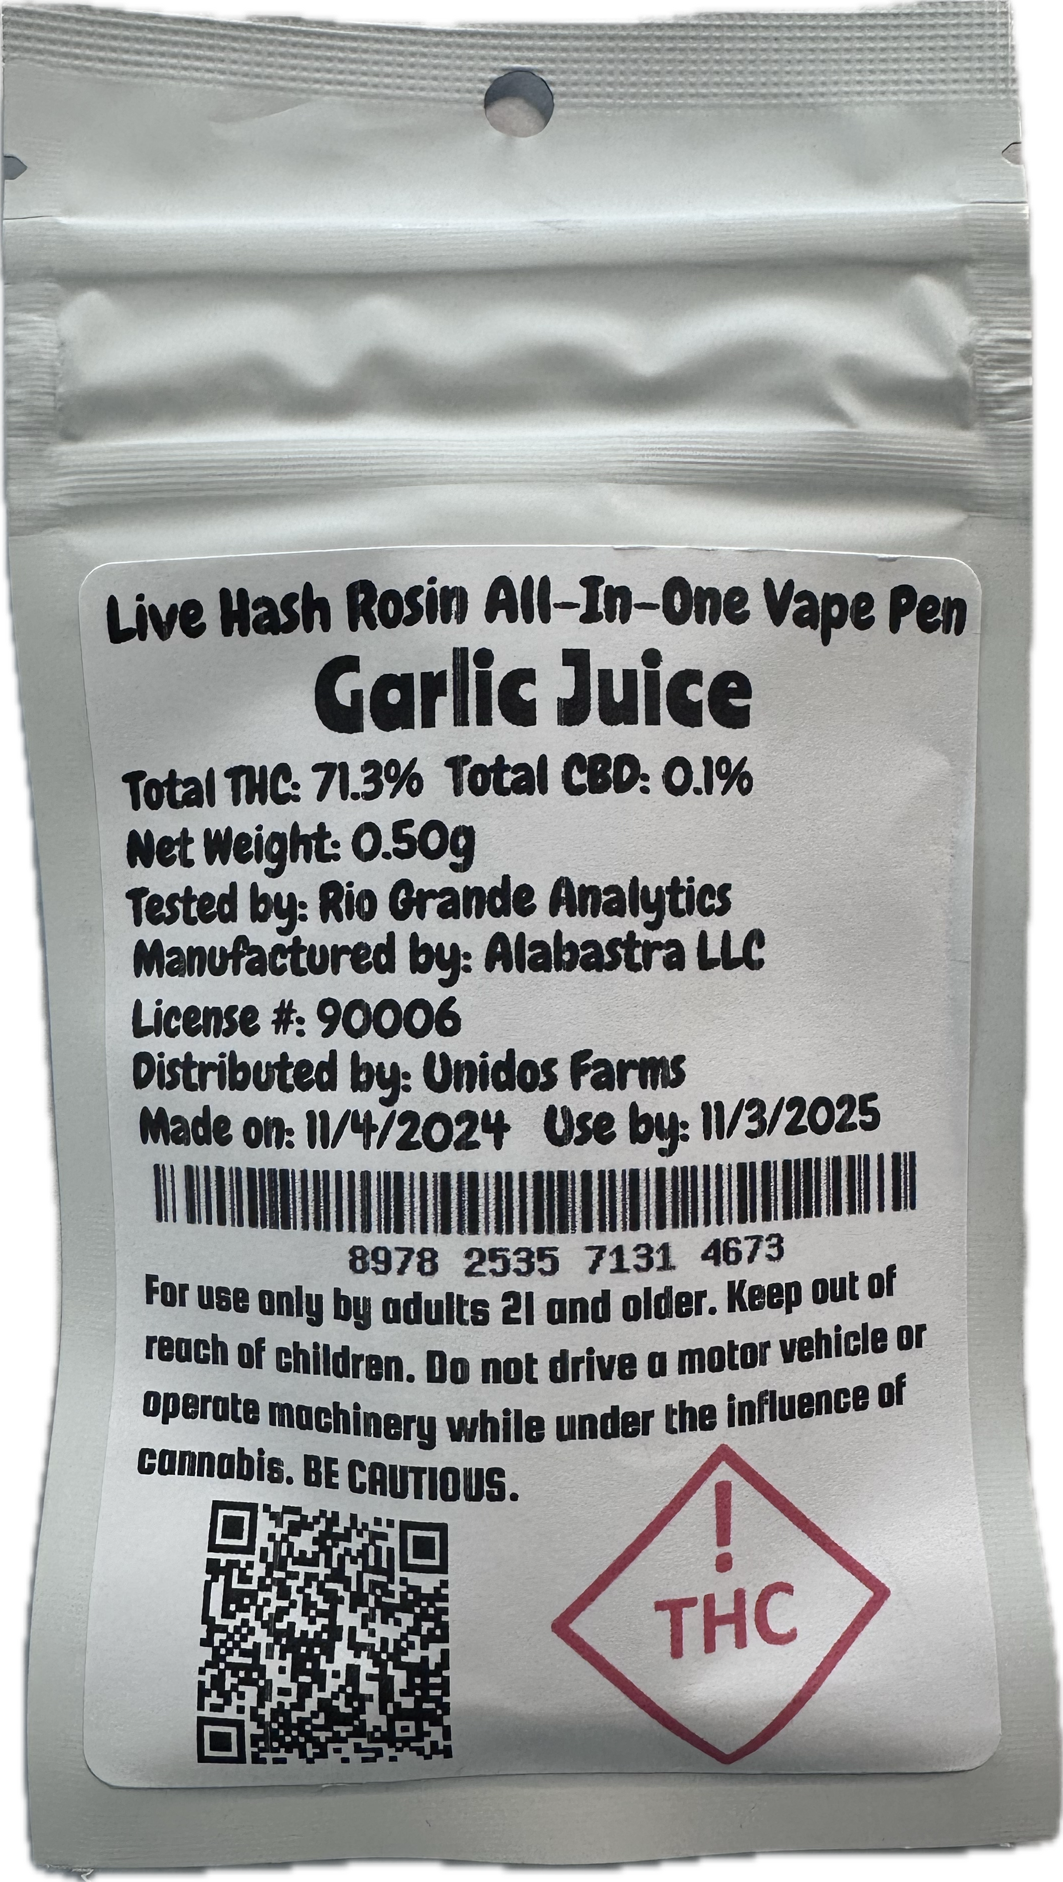 Live Hash Rosin All-In-One Vape Pen
Garlic Juice
Total THC: 71.3% Total CBD: 0.1%
Net Weight: 0.50g
Tested by: Rio Grande Analytics
Manufactured by: Alabastra LLC
License #: 90006
Distributed by: Unidos Farms
Made on: 11/4/2024 Use by: 11/3/2025
8978 2535 7131 4673
For use only by adults 21 and older. Keep out of
reach of children. Do not drive a motor vehicle or
operate machinery while under the influence of
cannabis. BE CAUTIOUS.
!
THC